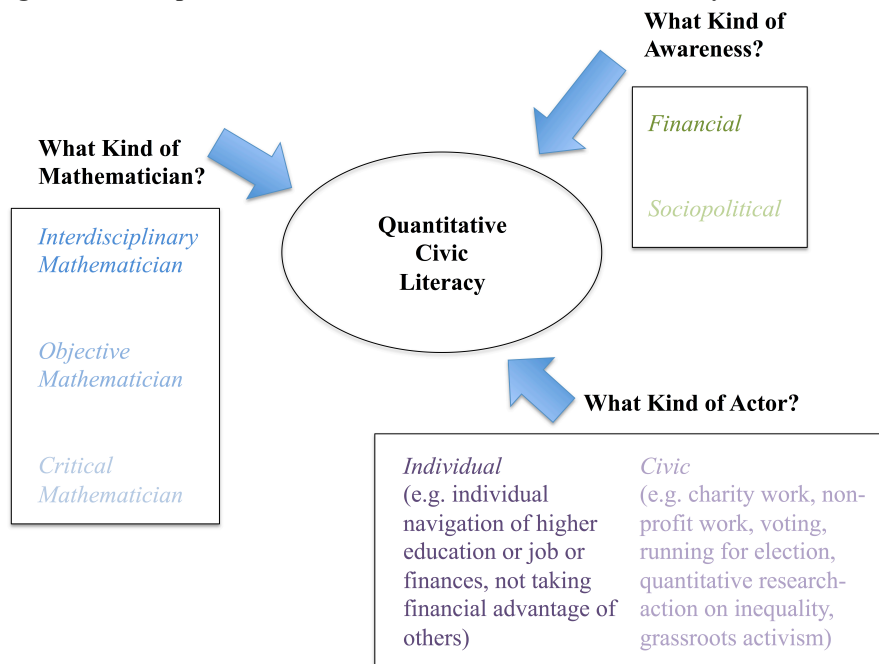 What Kind of
Awareness?
Financial
Sociopolitical
What Kind of
Mathematician?
Interdisciplinary
Mathematician
Objective
Mathematician
Critical
Mathematician
Quantitative
Civic
Literacy
What Kind of Actor?
Individual
(e.g. individual
navigation of higher
education or job or
finances, not taking
financial advantage of
others)
Civic
(e.g. charity work, non-
profit work, voting,
running for election,
quantitative research-
action on inequality,
grassroots activism)